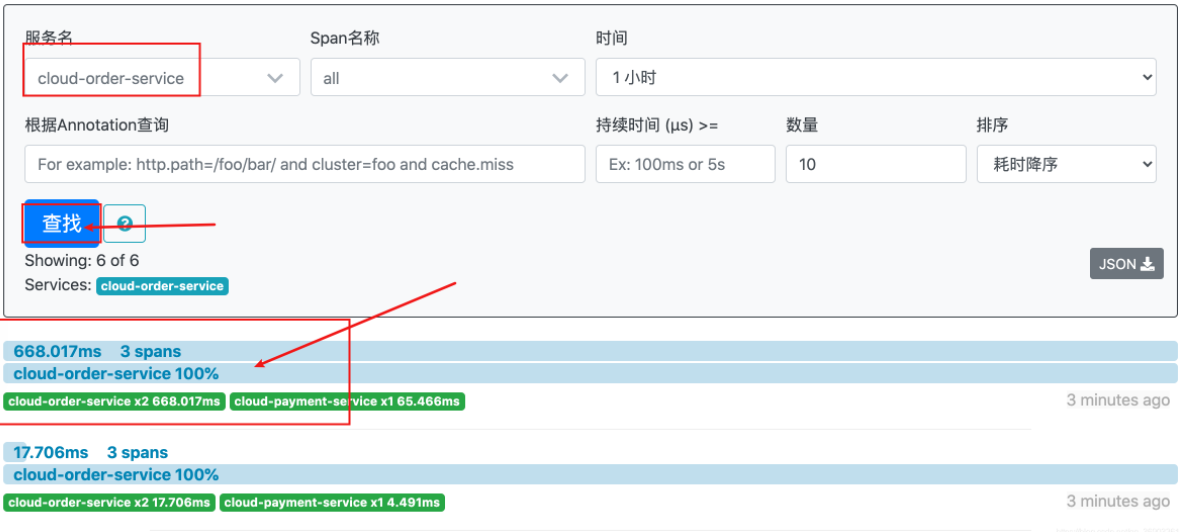 服务名 Span名称 时间
cloud-order-service all 1 小时
根据Annotation查询 持续时间 (μs) >= 数量 排序
For example: http.path=/foo/bar/ and cluster=foo and cache.miss Ex: 100ms or 5s 10 耗时降序
查找 ?
Showing: 6 of 6
Services: cloud-order-service JSON
668.017ms 3 spans
cloud-order-service 100%
cloud-order-service x2 668.017ms cloud-payment-service x1 65.466ms 3 minutes ago
17.706ms 3 spans
cloud-order-service 100%
cloud-order-service x2 17.706ms cloud-payment-service x1 4.491ms 3 minutes ago